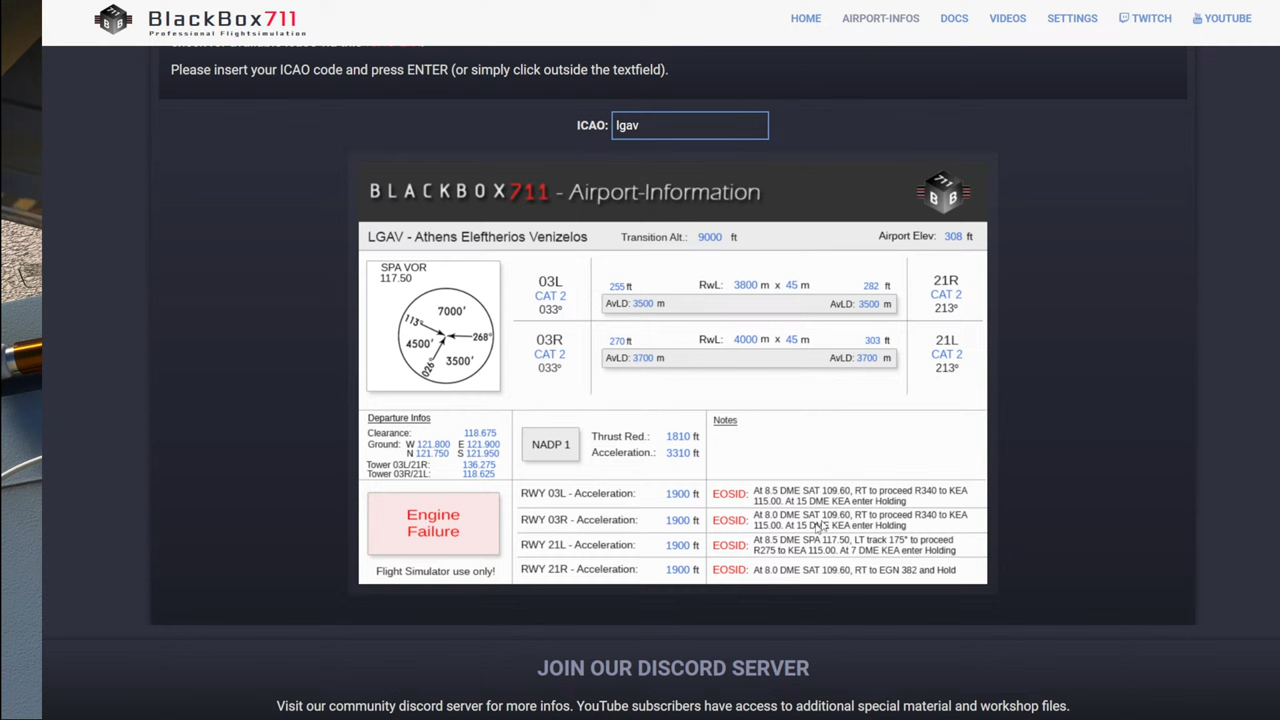 BlackBox711
Professional Flightsimulation
HOME AIRPORT-INFOS DOCS VIDEOS SETTINGS TWITCH YOUTUBE
Please insert your ICAO code and press ENTER (or simply click outside the textfield).
ICAO: lgav
BLACKBOX711 - Airport-Information
711 B B
LGAV - Athens Eleftherios Venizelos Transition Alt.: 9000 ft Airport Elev: 308 ft
SPA VOR
117.50
7000'
113°
268°
4500'
3500'
026°
03L
CAT 2
033º
255 ft RwL: 3800 m x 45 m 282 ft
AvLD: 3500 m AvLD: 3500 m
21R
CAT 2
213º
03R
CAT 2
033º
270 ft RwL: 4000 m x 45 m 303 ft
AvLD: 3700 m AvLD: 3700 m
21L
CAT 2
213º
Departure Infos
Clearance: 118.675
Ground: W 121.800 E 121.900
N 121.750 S 121.950
Tower 03L/21R: 136.275
Tower 03R/21L: 118.625
NADP 1
Thrust Red.: 1810 ft
Acceleration.: 3310 ft
Notes
Engine
Failure
Flight Simulator use only!
RWY 03L - Acceleration: 1900 ft EOSID: At 8.5 DME SAT 109.60, RT to proceed R340 to KEA
115.00. At 15 DME KEA enter Holding
RWY 03R - Acceleration: 1900 ft EOSID: At 8.0 DME SAT 109.60, RT to proceed R340 to KEA
115.00. At 15 DME KEA enter Holding
RWY 21L - Acceleration: 1900 ft EOSID: At 8.5 DME SPA 117.50, LT track 175° to proceed
R275 to KEA 115.00. At 7 DME KEA enter Holding
RWY 21R - Acceleration: 1900 ft EOSID: At 8.0 DME SAT 109.60, RT to EGN 382 and Hold
JOIN OUR DISCORD SERVER
Visit our community discord server for more infos. YouTube subscribers have access to additional special material and workshop files.